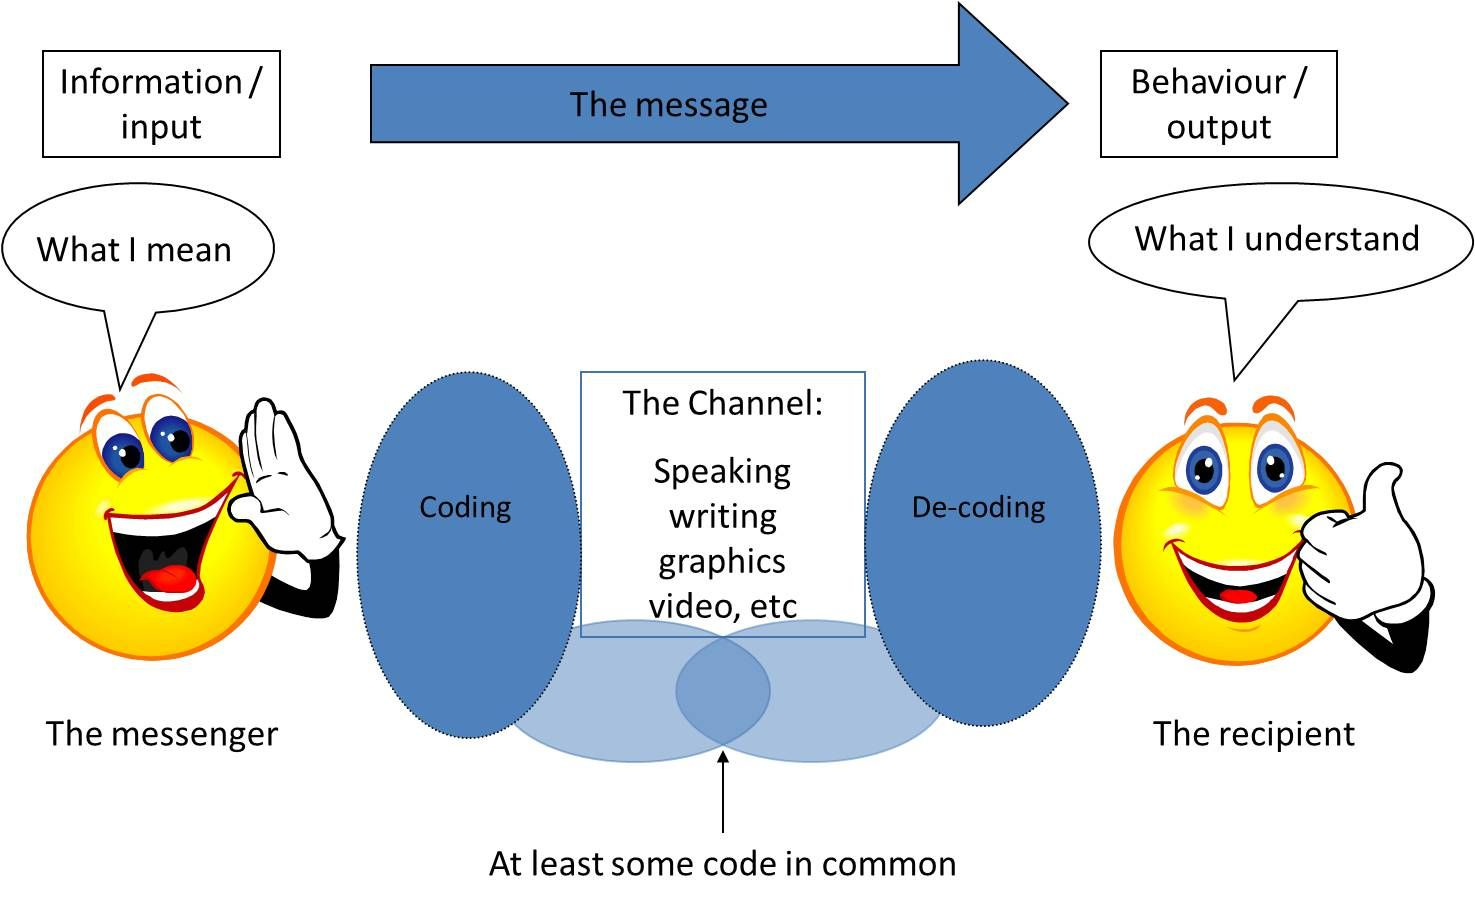 Information /
input
The message
Behaviour /
output
What I mean
What I understand
The Channel:
Speaking
writing
graphics
video, etc
Coding
De-coding
The messenger
The recipient
At least some code in common